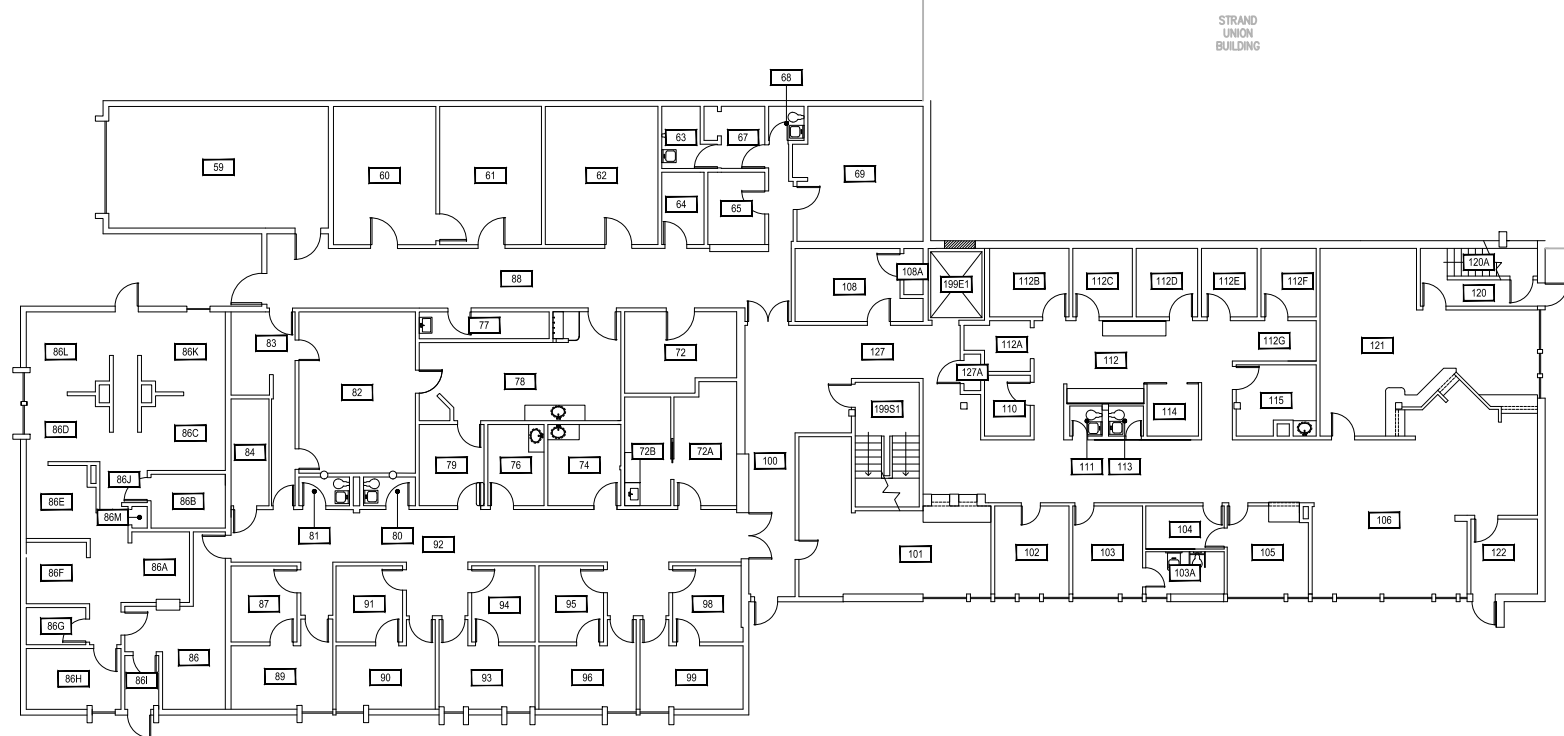 STRAND
UNION
BUILDING
68
63
67
59
60
61
62
69
64
65
88
108
108A
199E1
112B
112C
112D
112E
112F
120A
120
77
83
72
127
112A
112
112G
121
86L
86K
127A
78
82
110
199S1
114
115
86D
86C
84
79
76
74
72B
72A
100
111
113
86J
86B
86E
86M
81
80
92
104
106
101
102
103
105
122
86F
86A
103A
87
91
94
95
98
86G
86
86H
86I
89
90
93
96
99